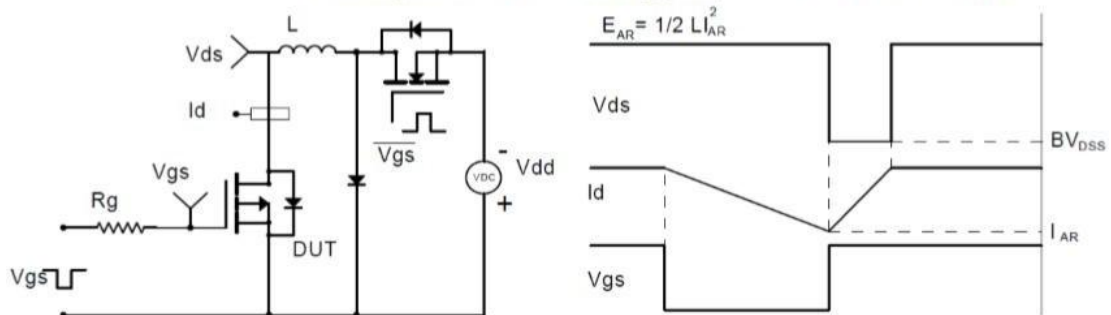 L
Vds
Id
Vgs
Vgs
Rg
DUT
Vgs
VDC
-
+
Vdd
E_AR = 1/2 LI_AR^2
Vds
BV_DSS
Id
I_AR
Vgs